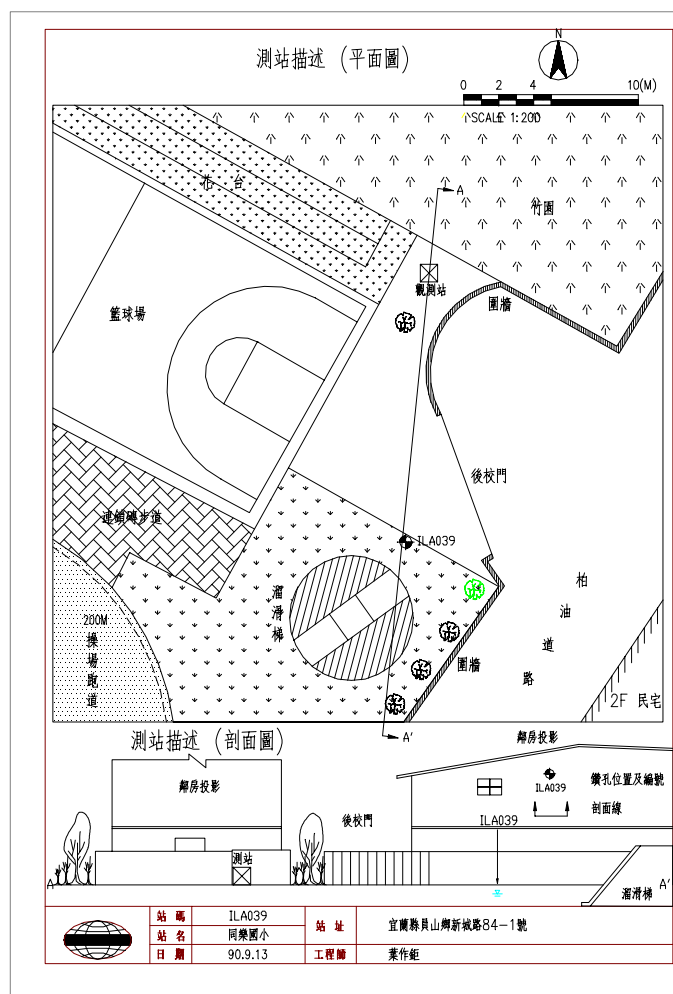 測站描述 (平面圖)
N
0 2 4 10(M)
SCALE 1:200
花台
A
竹園
觀測站
圍牆
籃球場
後校門
連鎖磚步道
ILA039
溜滑梯
柏油道路
200M
操場跑道
圍牆
2F 民宅
A'
測站描述 (剖面圖)
鄰房投影
鄰房投影
ILA039
鑽孔位置及編號
後校門
剖面線
ILA039
測站
A
A'
溜滑梯
站碼 ILA039 站址 宜蘭縣員山鄉新城路84-1號
站名 同樂國小
日期 90.9.13 工程師 葉作鉅